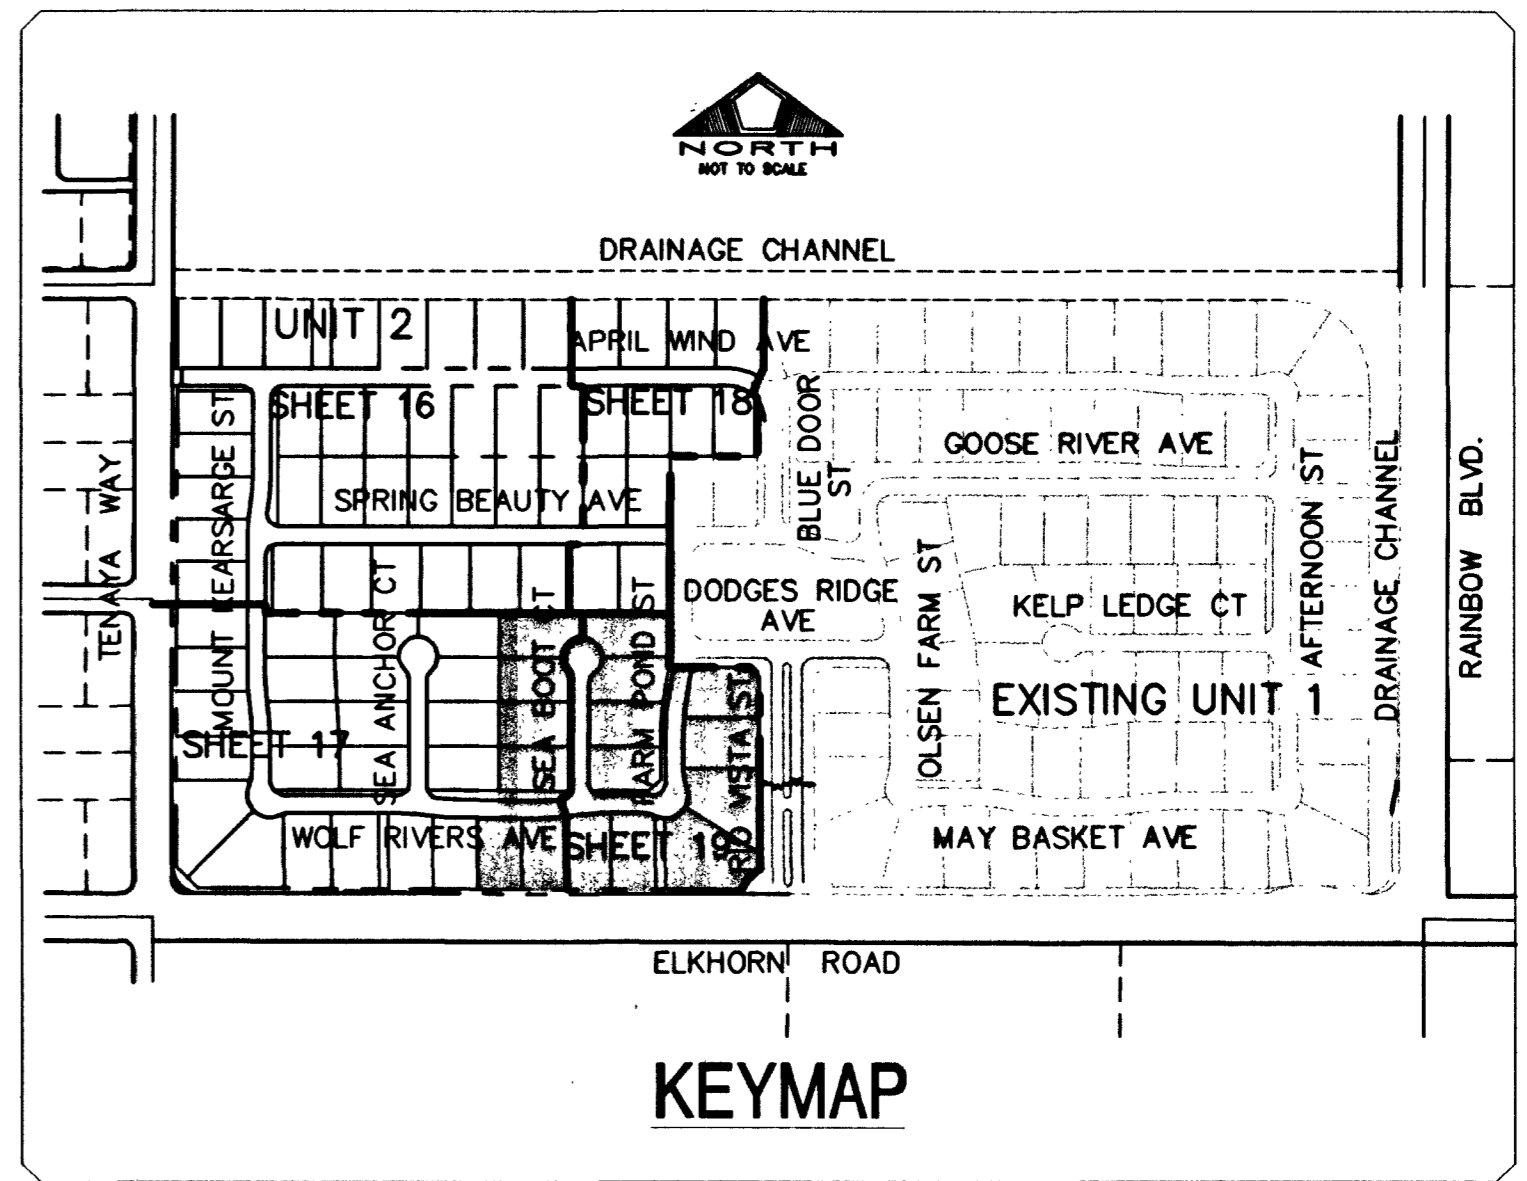 NORTH
NOT TO SCALE
DRAINAGE CHANNEL
UNIT 2
APRIL WIND AVE
SHEET 16
SHEET 18
BLUE DOOR
ST
GOOSE RIVER AVE
SPRING BEAUTY AVE
TENAYA WAY
MOUNT KEARSARGE ST
SEA ANCHOR CT
SEA BOOT CT
FARM POND ST
DODGES RIDGE
AVE
OLSEN FARM ST
KELP LEDGE CT
AFTERNOON ST
DRAINAGE CHANNEL
RAINBOW BLVD.
EXISTING UNIT 1
SHEET 17
RIO VISTA ST
WOLF RIVERS AVE
SHEET 19
MAY BASKET AVE
ELKHORN ROAD
KEYMAP